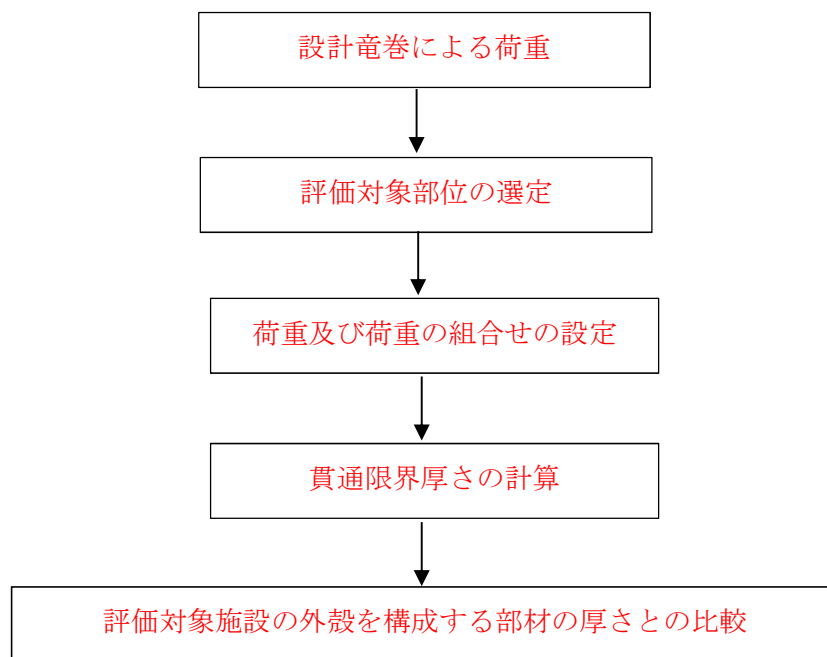 設計竜巻による荷重
評価対象部位の選定
荷重及び荷重の組合せの設定
貫通限界厚さの計算
評価対象施設の外殻を構成する部材の厚さとの比較